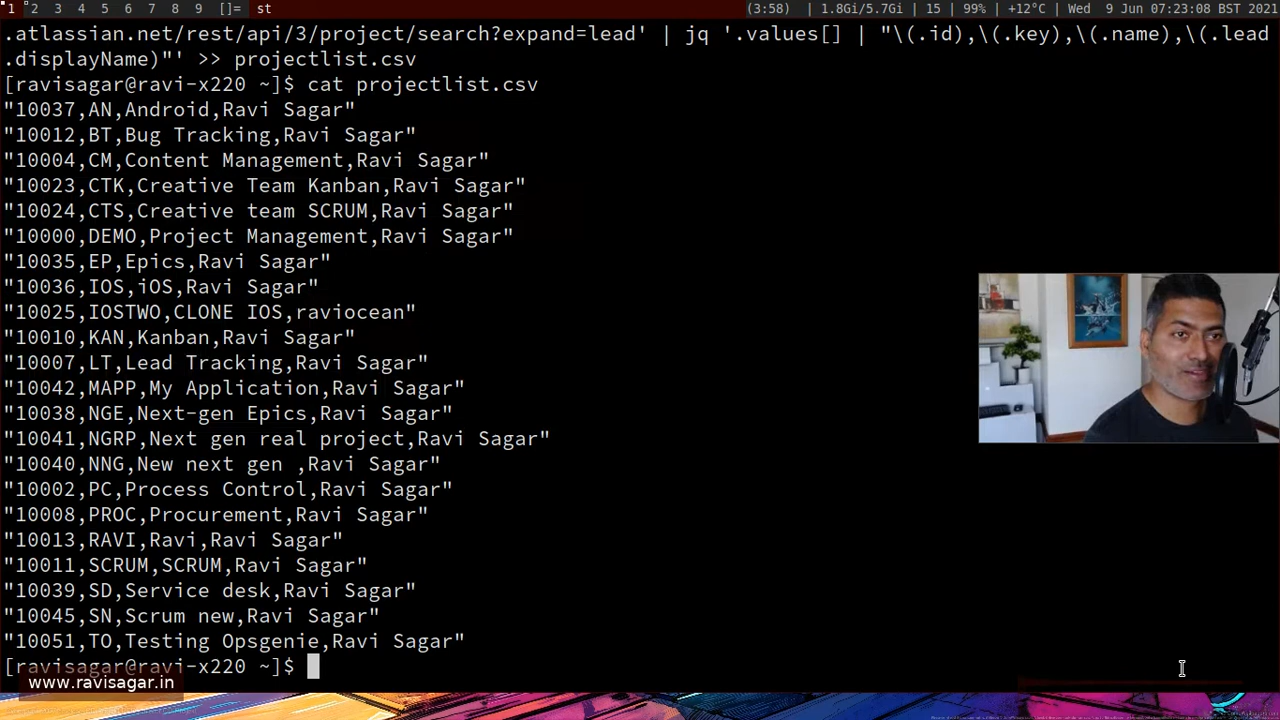 1 2 3 4 5 6 7 8 9 []= st (3:58) | 1.8Gi/5.7Gi | 15 | 99% | +12°C | Wed 9 Jun 07:23:08 BST 2021
.atlassian.net/rest/api/3/project/search?expand=lead' | jq '.values[] | "\(.id),\(.key),\(.name),\(.lead
.displayName)"' >> projectlist.csv
[ravisagar@ravi-x220 ~]$ cat projectlist.csv
"10037,AN,Android,Ravi Sagar"
"10012,BT,Bug Tracking,Ravi Sagar"
"10004,CM,Content Management,Ravi Sagar"
"10023,CTK,Creative Team Kanban,Ravi Sagar"
"10024,CTS,Creative team SCRUM,Ravi Sagar"
"10000,DEMO,Project Management,Ravi Sagar"
"10035,EP,Epics,Ravi Sagar"
"10036,IOS,iOS,Ravi Sagar"
"10025,IOSTWO,CLONE IOS,raviocean"
"10010,KAN,Kanban,Ravi Sagar"
"10007,LT,Lead Tracking,Ravi Sagar"
"10042,MAPP,My Application,Ravi Sagar"
"10038,NGE,Next-gen Epics,Ravi Sagar"
"10041,NGRP,Next gen real project,Ravi Sagar"
"10040,NNG,New next gen ,Ravi Sagar"
"10002,PC,Process Control,Ravi Sagar"
"10008,PROC,Procurement,Ravi Sagar"
"10013,RAVI,Ravi,Ravi Sagar"
"10011,SCRUM,SCRUM,Ravi Sagar"
"10039,SD,Service desk,Ravi Sagar"
"10045,SN,Scrum new,Ravi Sagar"
"10051,TO,Testing Opsgenie,Ravi Sagar"
[ravisagar@ravi-x220 ~]$
www.ravisagar.in